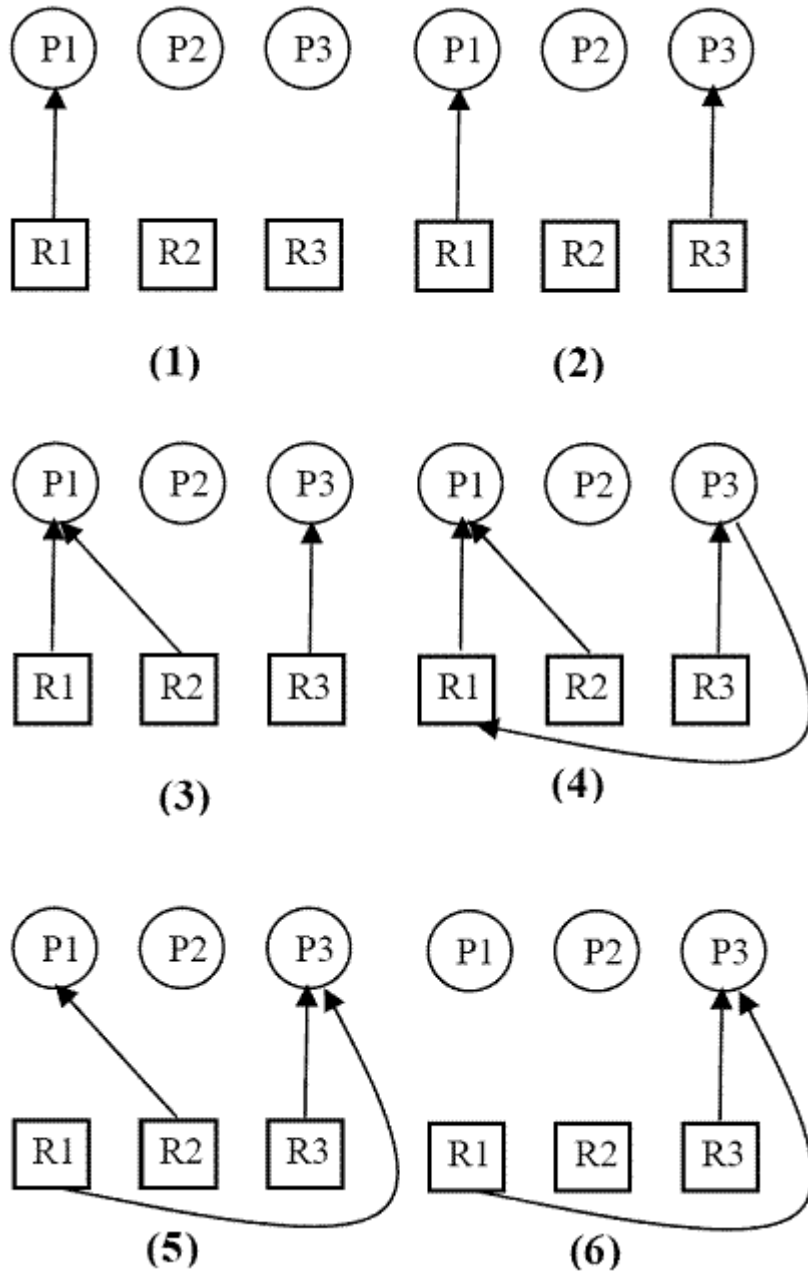 P1 P2 P3 P1 P2 P3
R1 R2 R3 R1 R2 R3
(1) (2)
P1 P2 P3 P1 P2 P3
R1 R2 R3 R1 R2 R3
(3) (4)
P1 P2 P3 P1 P2 P3
R1 R2 R3 R1 R2 R3
(5) (6)